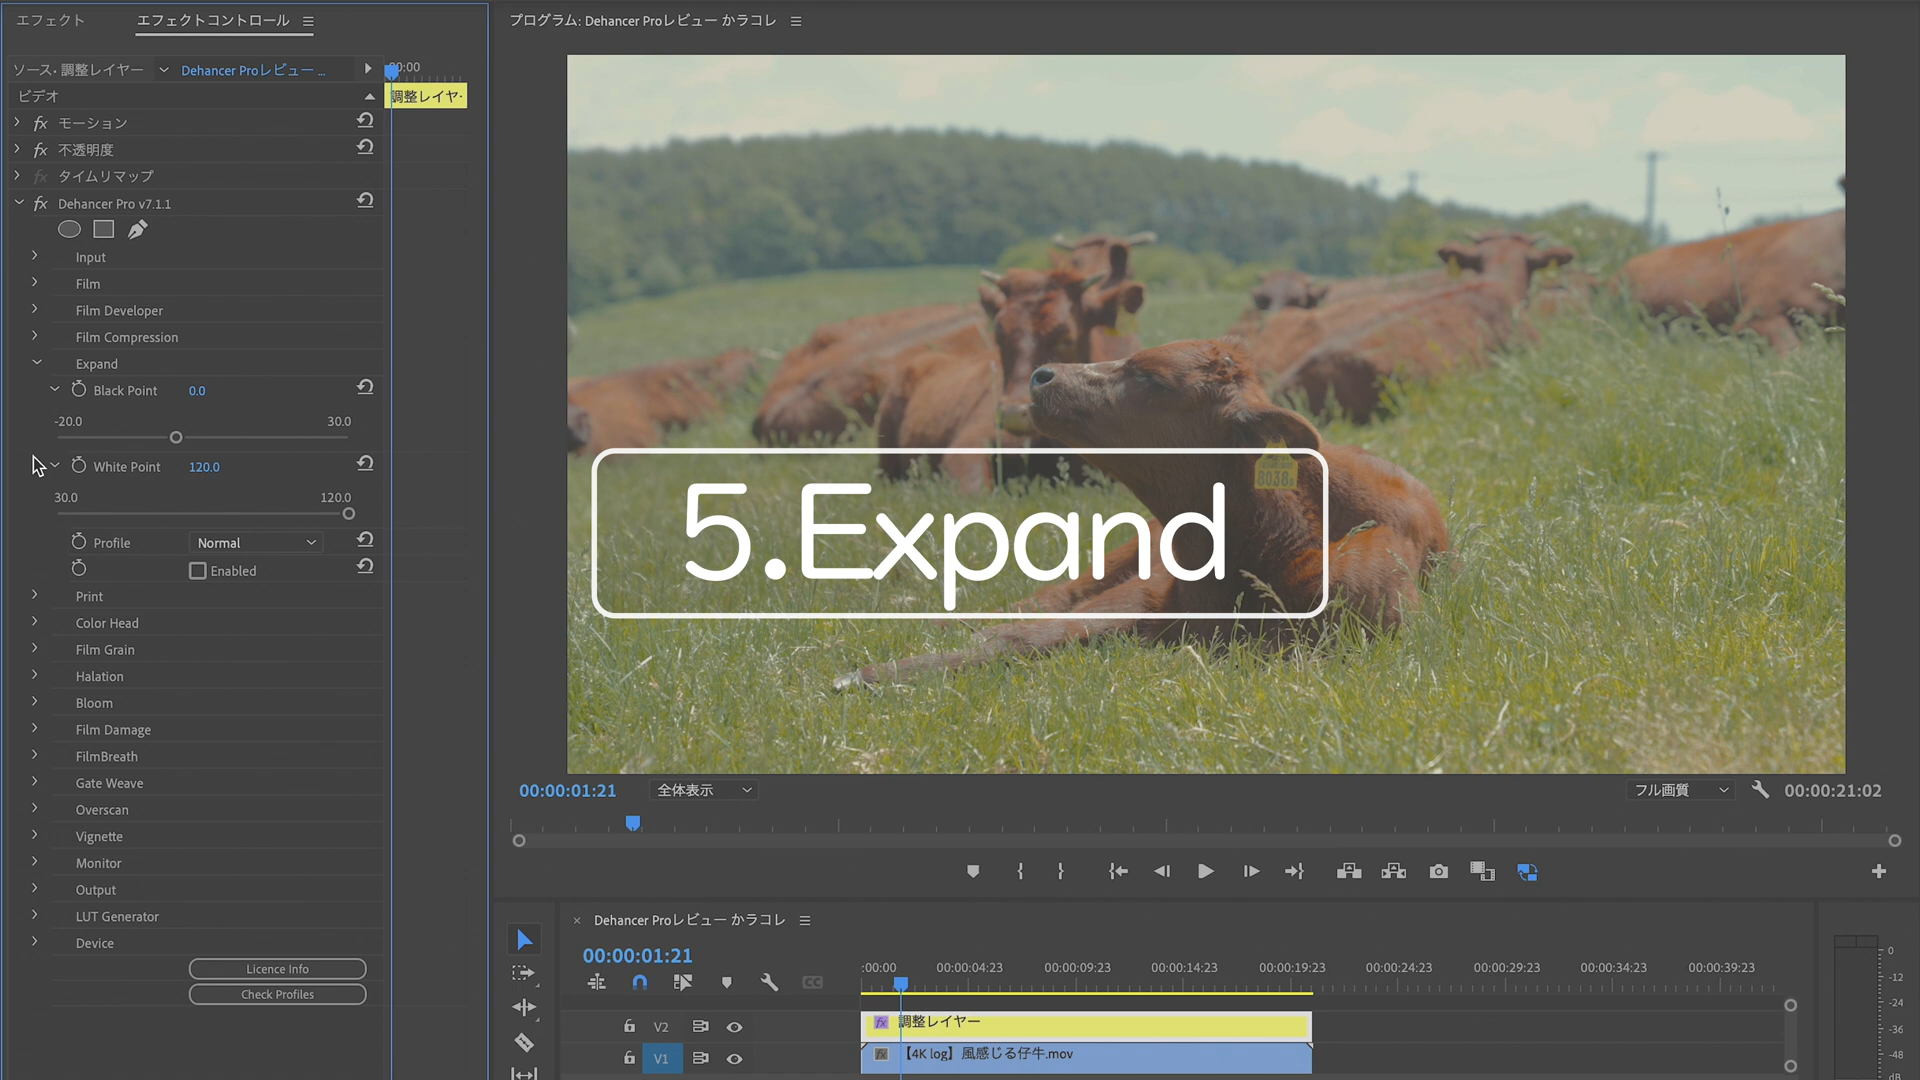 エフェクト
エフェクトコントロール
プログラム: Dehancer Proレビュー かラコレ
ソース・調整レイヤー
Dehancer Proレビュー ...
00:00
ビデオ
調整レイヤ
モーション
不透明度
タイムリマップ
Dehancer Pro v7.1.1
Input
Film
Film Developer
Film Compression
Expand
Black Point 0.0
-20.0 30.0
White Point 120.0
30.0 120.0
Profile Normal
Enabled
Print
Color Head
Film Grain
Halation
Bloom
Film Damage
FilmBreath
Gate Weave
Overscan
Vignette
Monitor
Output
LUT Generator
Device
Licence Info
Check Profiles
8038
5.Expand
00:00:01:21
全体表示
フル画質
00:00:21:02
Dehancer Proレビュー かラコレ
00:00:01:21
:00:00 00:00:04:23 00:00:09:23 00:00:14:23 00:00:19:23 00:00:24:23 00:00:29:23 00:00:34:23 00:00:39:23
V2
fx 調整レイヤー
V1
fx 【4K log】風感じる仔牛.mov
0
-12
-24
-36
-48
dB